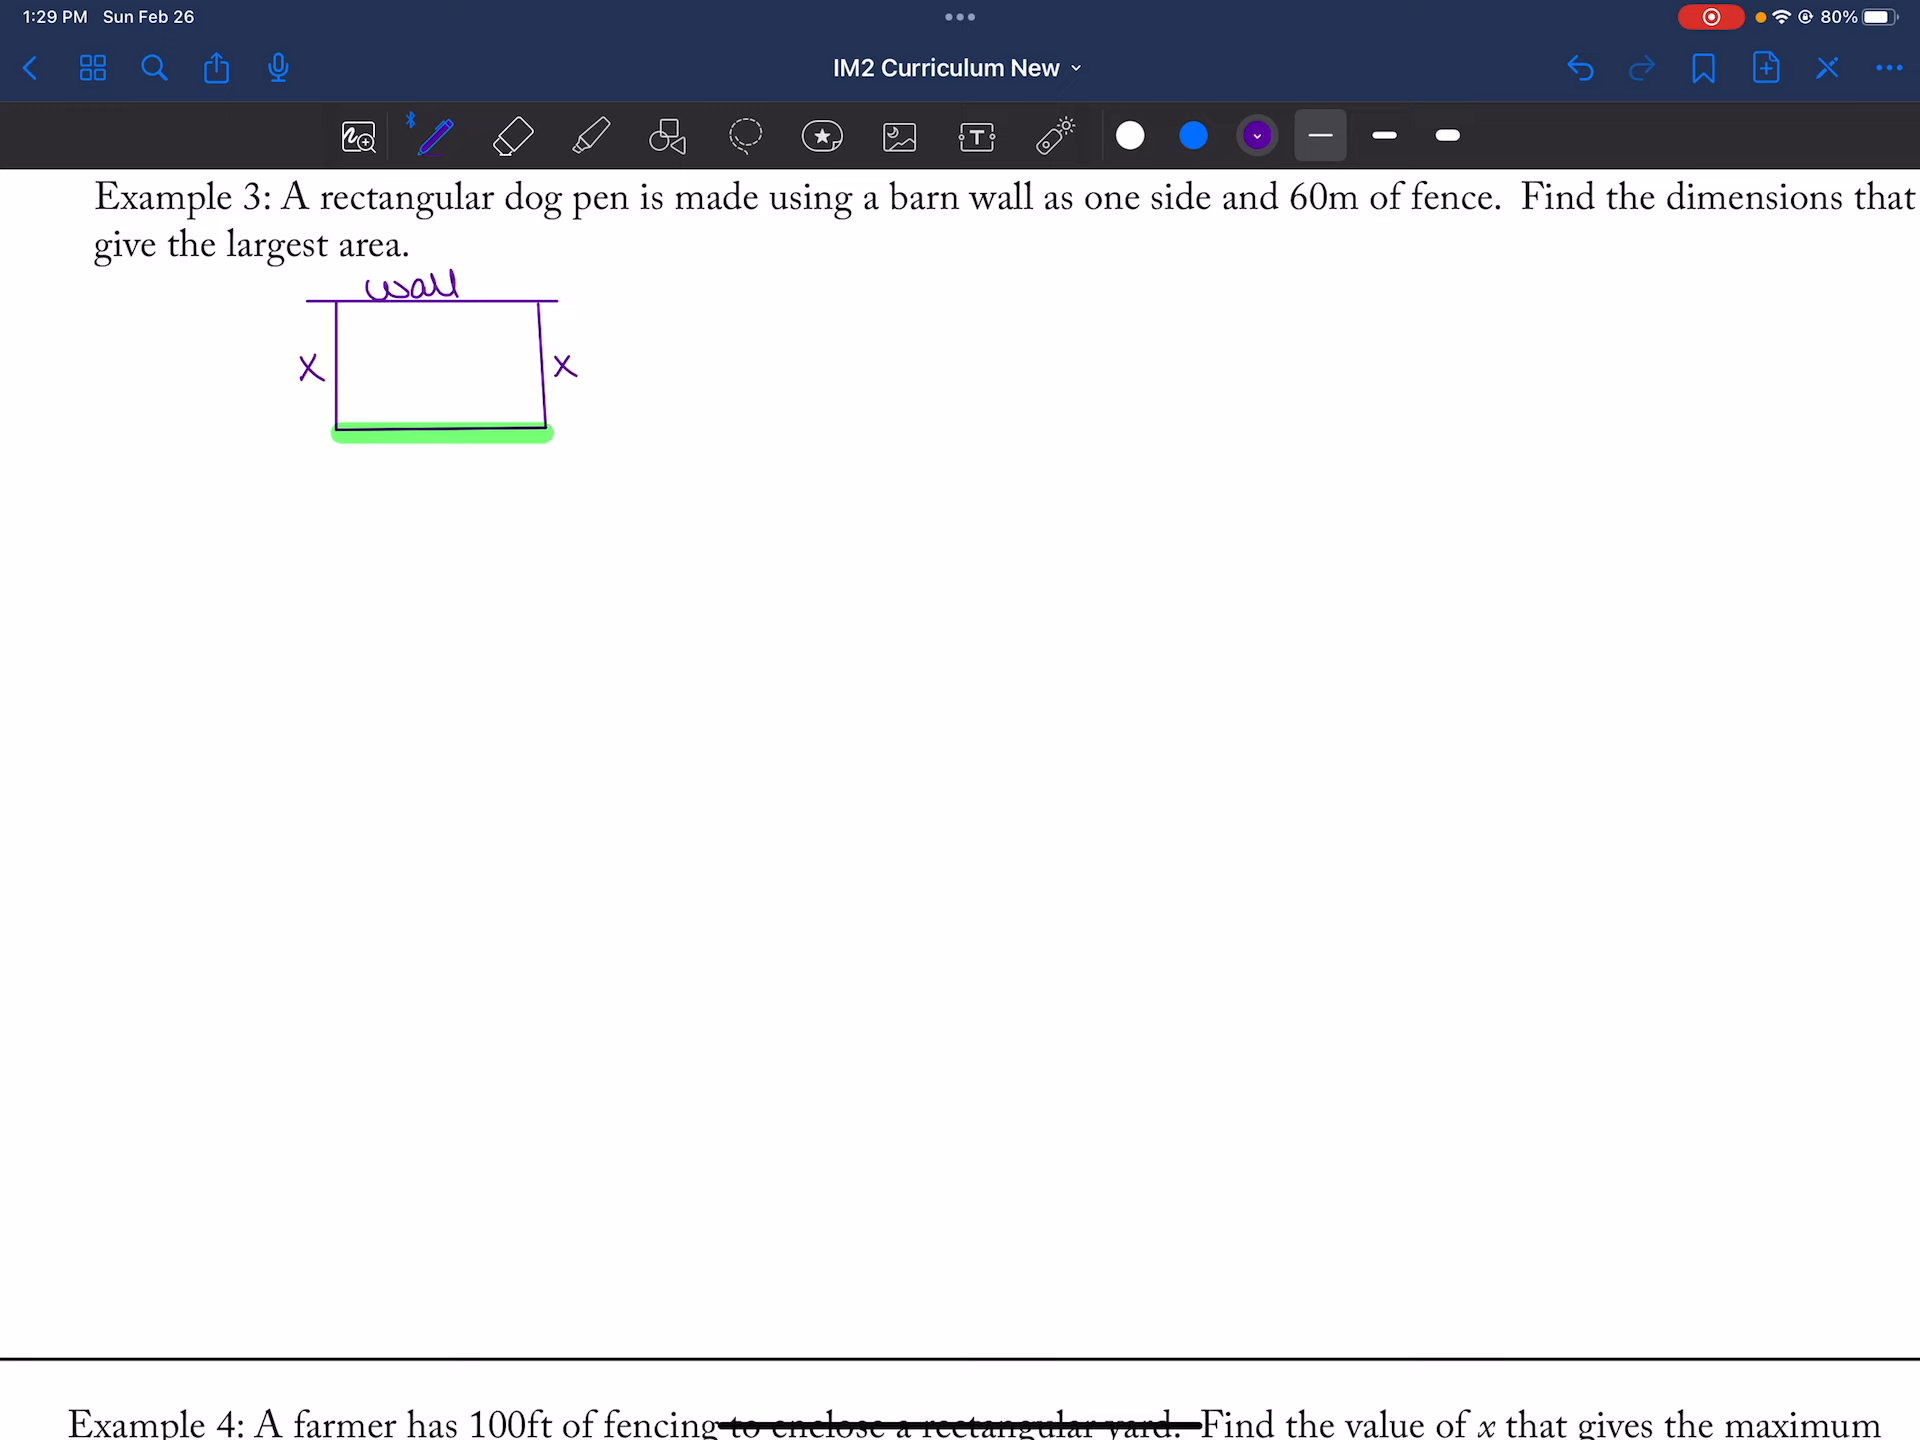 1:29 PM Sun Feb 26
80%
IM2 Curriculum New
T
Example 3: A rectangular dog pen is made using a barn wall as one side and 60m of fence. Find the dimensions that
give the largest area.
wall
x x
Example 4: A farmer has 100ft of fencing to enclose a rectangular yard. Find the value of x that gives the maximum